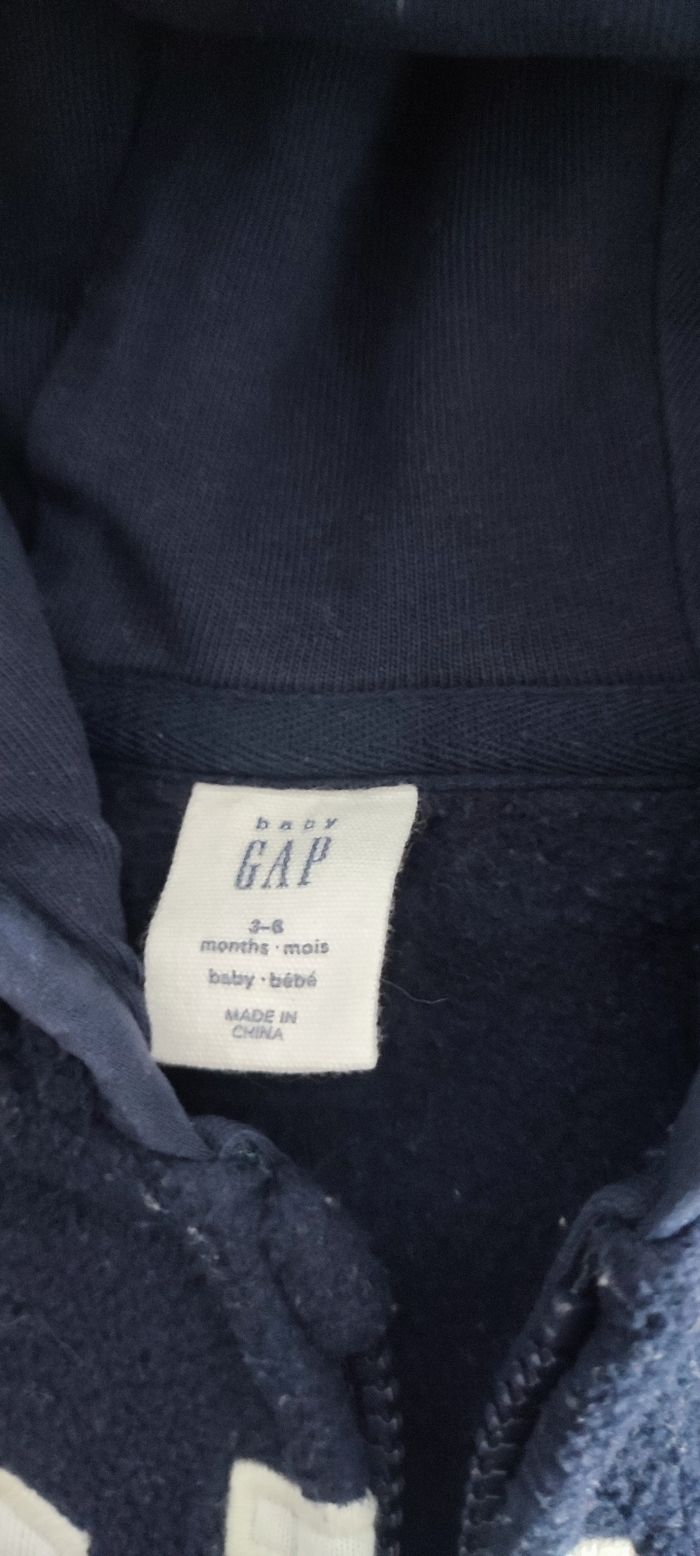 baby
GAP
3-6
months · mois
baby · bébé
MADE IN
CHINA